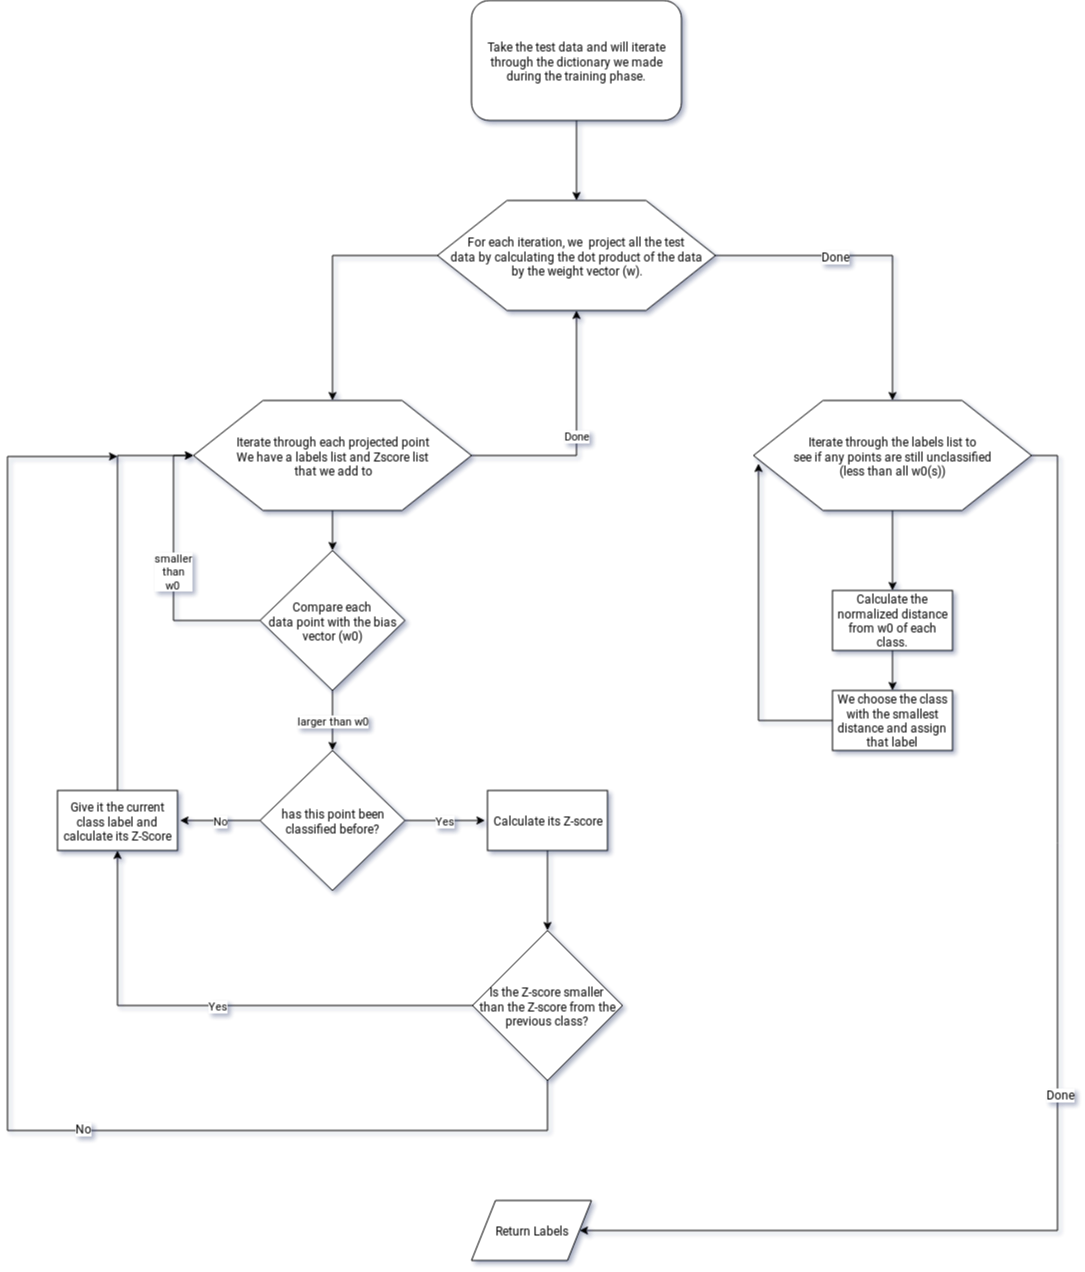 Take the test data and will iterate
through the dictionary we made
during the training phase.
For each iteration, we project all the test
data by calculating the dot product of the data
by the weight vector (w).
Done
Iterate through each projected point
We have a labels list and Zscore list
that we add to
Done
Iterate through the labels list to
see if any points are still unclassified
(less than all w0(s))
smaller
than
w0
Compare each
data point with the bias
vector (w0)
Calculate the
normalized distance
from w0 of each
class.
larger than w0
We choose the class
with the smallest
distance and assign
that label
Give it the current
class label and
calculate its Z-Score
No
has this point been
classified before?
Yes
Calculate its Z-score
Is the Z-score smaller
than the Z-score from the
previous class?
Yes
No
Done
Return Labels